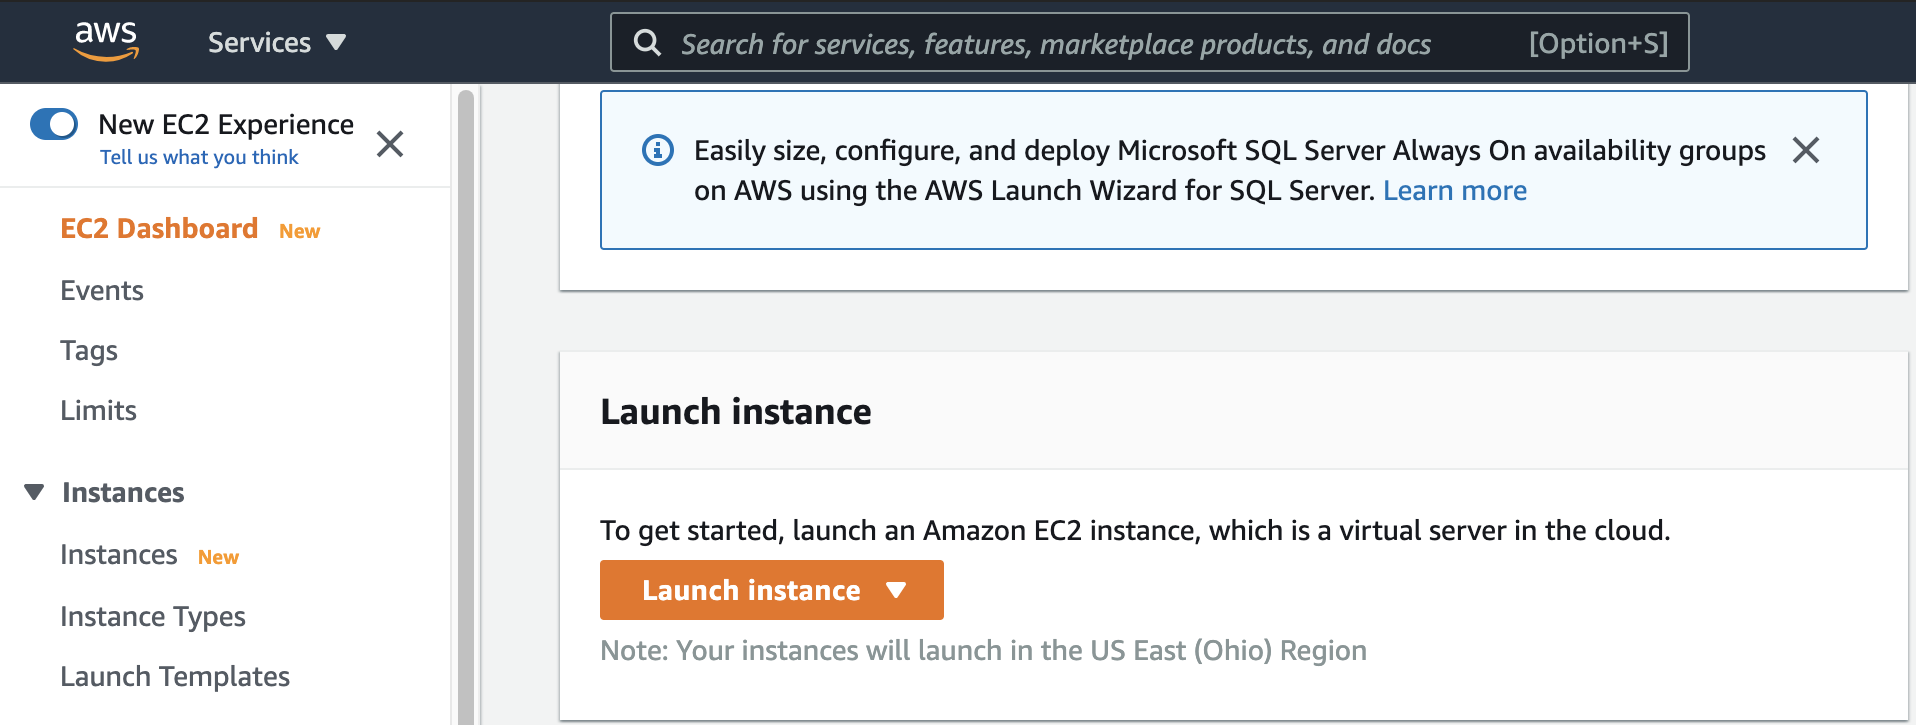 aws
Services
Search for services, features, marketplace products, and docs
[Option+S]
New EC2 Experience
Tell us what you think
EC2 Dashboard New
Events
Tags
Limits
Instances
Instances New
Instance Types
Launch Templates
Easily size, configure, and deploy Microsoft SQL Server Always On availability groups
on AWS using the AWS Launch Wizard for SQL Server. Learn more
Launch instance
To get started, launch an Amazon EC2 instance, which is a virtual server in the cloud.
Launch instance
Note: Your instances will launch in the US East (Ohio) Region